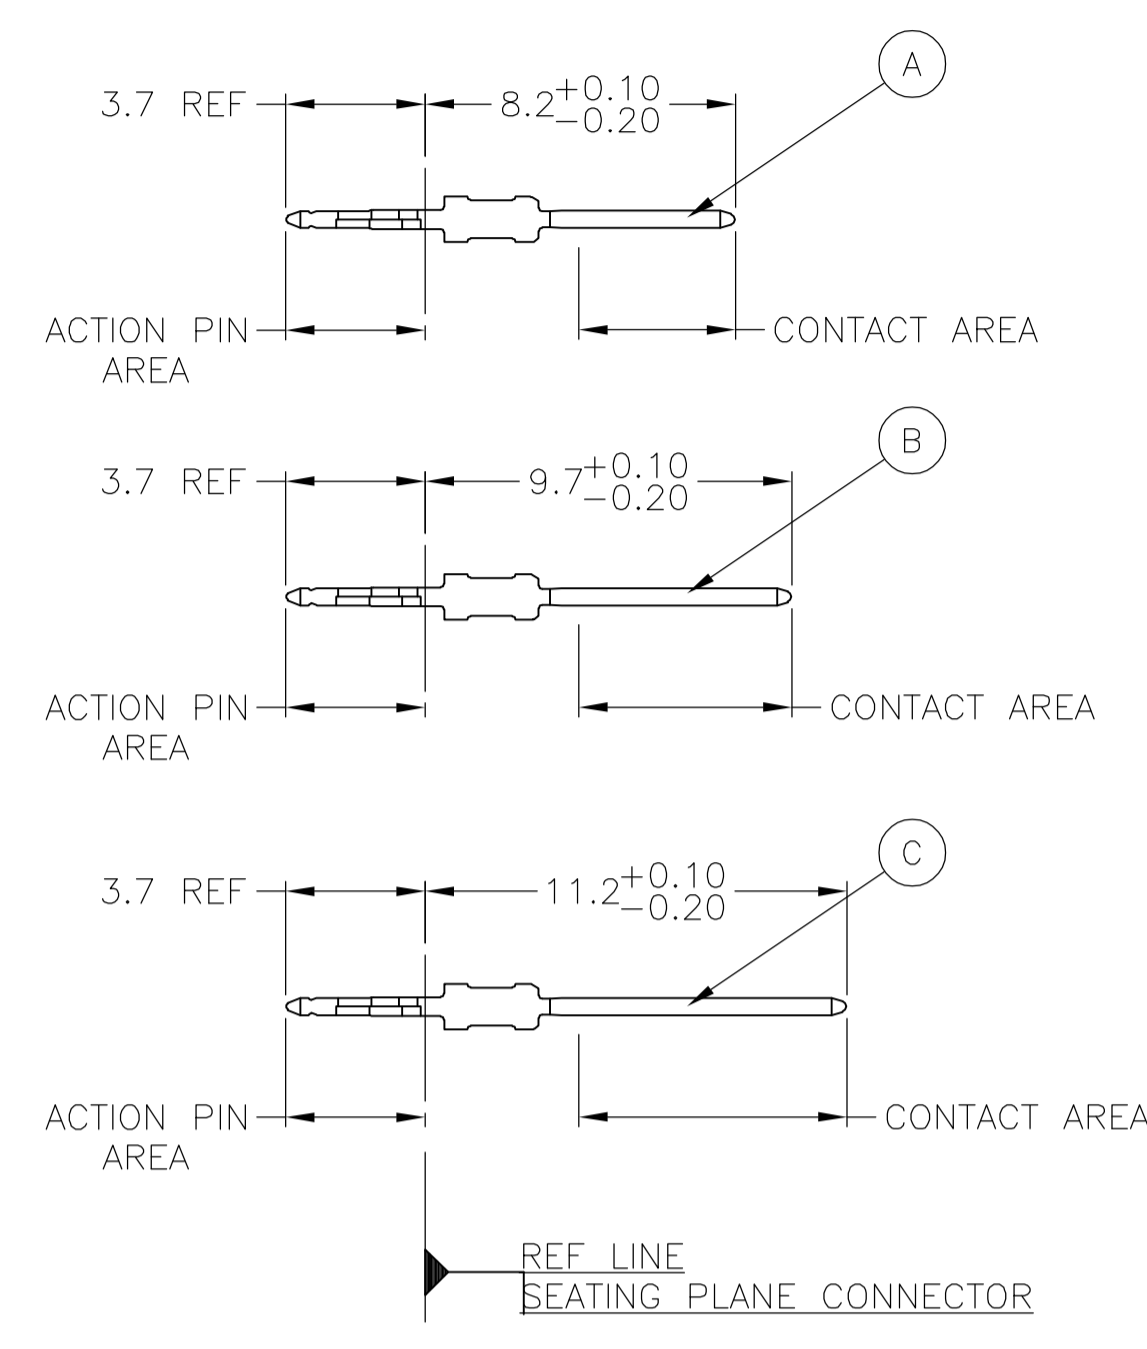 A
3.7 REF 8.2 +0.10
-0.20
ACTION PIN CONTACT AREA
AREA
B
3.7 REF 9.7 +0.10
-0.20
ACTION PIN CONTACT AREA
AREA
C
3.7 REF 11.2 +0.10
-0.20
ACTION PIN CONTACT AREA
AREA
REF LINE
SEATING PLANE CONNECTOR